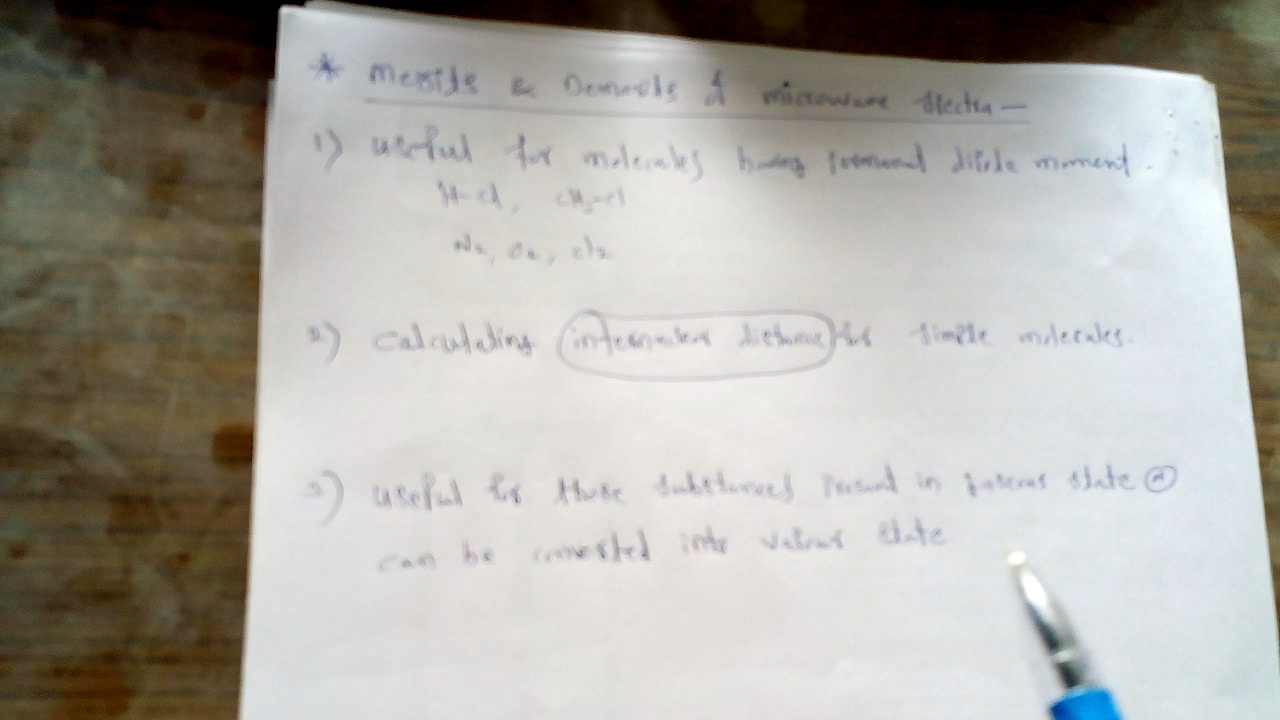 * Merits & Demerits of microwave spectra —
1) useful for molecules having permanent dipole moment.
H-Cl, CH3-Cl
N2, O2, Cl2
2) calculating internuclear distance for simple molecules.
3) useful for those substances present in gaseous state or
can be converted into vapour state